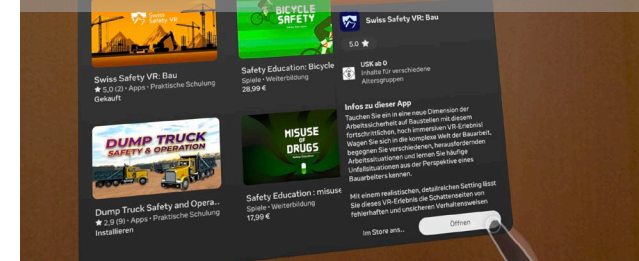 Swiss
Safety VR
Swiss Safety VR: Bau
★ 5,0 (2) · Apps · Praktische Schulung
Gekauft
BICYCLE
SAFETY
Safety Education: Bicycle
Spiele · Weiterbildung
28,99 €
DUMP TRUCK
SAFETY & OPERATION
Dump Truck Safety and Opera..
★ 2,9 (9) · Apps · Praktische Schulung
Installieren
MISUSE
OF
DRUGS
Safety Education : misuse
Spiele · Weiterbildung
17,99 €
Swiss Safety VR: Bau
5.0 ★
USK ab 0
Inhalte für verschiedene
Altersgruppen
Infos zu dieser App
Tauchen Sie ein in eine neue Dimension der
Arbeitssicherheit auf Baustellen mit diesem
fortschrittlichen, hoch immersiven VR-Erlebnis!
Wagen Sie sich in die komplexe Welt der Bauarbeit,
begegnen Sie verschiedenen, herausfordernden
Arbeitssituationen und lernen Sie häufige
Unfallsituationen aus der Perspektive eines
Bauarbeiters kennen.
Mit einem realistischen, detailreichen Setting lässt
Sie dieses VR-Erlebnis die Schattenseiten von
fehlerhaften und unsicheren Verhaltensweisen
Im Store ans..
Öffnen